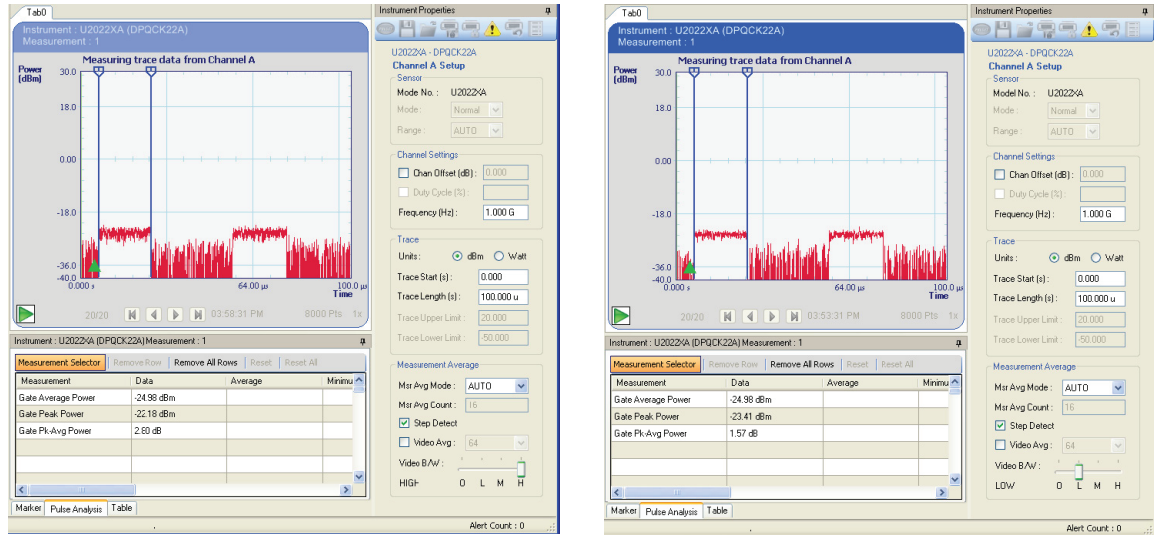 Tab0
Instrument : U2022XA (DPQCK22A)
Measurement : 1
Measuring trace data from Channel A
Power
(dBm)
30.0
18.0
0.00
-18.0
-36.0
-40.0
0.000 s
64.00 µs
100.0 µs
Time
20/20
03:58:31 PM
8000 Pts
1x
Instrument : U2022XA (DPQCK22A) Measurement : 1
Measurement Selector
Remove Row
Remove All Rows
Reset
Reset All
Measurement Data Average Minimu
Gate Average Power -24.98 dBm
Gate Peak Power -22.18 dBm
Gate Pk-Avg Power 2.80 dB
Marker Pulse Analysis Table
Instrument Properties
U2022XA - DPQCK22A
Channel A Setup
Sensor
Mode No. : U2022XA
Mode : Normal
Range : AUTO
Channel Settings
Chan Offset (dB) : 0.000
Duty Cycle (%) :
Frequency (Hz) : 1.000 G
Trace
Units : dBm Watt
Trace Start (s) : 0.000
Trace Length (s) : 100.000 u
Trace Upper Limit : 20.000
Trace Lower Limit : -50.000
Measurement Average
Msr Avg Mode : AUTO
Msr Avg Count : 16
Step Detect
Video Avg : 64
Video B/W :
HIGH O L M H
Alert Count : 0
Tab0
Instrument : U2022XA (DPQCK22A)
Measurement : 1
Measuring trace data from Channel A
Power
(dBm)
30.0
18.0
0.00
-18.0
-36.0
-40.0
0.000 s
64.00 µs
100.0 µs
Time
20/20
03:53:31 PM
8000 Pts
1x
Instrument : U2022XA (DPQCK22A) Measurement : 1
Measurement Selector
Remove Row
Remove All Rows
Reset
Reset All
Measurement Data Average Minimu
Gate Average Power -24.98 dBm
Gate Peak Power -23.41 dBm
Gate Pk-Avg Power 1.57 dB
Marker Pulse Analysis Table
Instrument Properties
U2022XA - DPQCK22A
Channel A Setup
Sensor
Model No. : U2022XA
Mode : Normal
Range : AUTO
Channel Settings
Chan Offset (dB) : 0.000
Duty Cycle (%) :
Frequency (Hz) : 1.000 G
Trace
Units : dBm Watt
Trace Start (s) : 0.000
Trace Length (s) : 100.000 u
Trace Upper Limit : 20.000
Trace Lower Limit : -50.000
Measurement Average
Msr Avg Mode : AUTO
Msr Avg Count : 16
Step Detect
Video Avg : 64
Video B/W :
LOW O L M H
Alert Count : 0